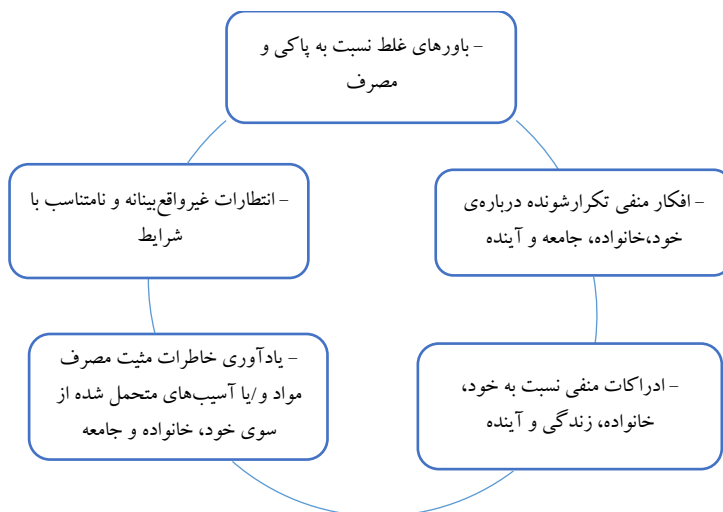 - باورهای غلط نسبت به پاکی و
مصرف
- افکار منفی تکرارشونده درباره‌ی
خود،خانواده، جامعه و آینده
- ادراکات منفی نسبت به خود،
خانواده، زندگی و آینده
- یادآوری خاطرات مثیت مصرف
مواد و/یا آسیب‌های متحمل شده از
سوی خود، خانواده و جامعه
- انتطارات غیرواقع‌بینانه و نامتناسب با
شرایط